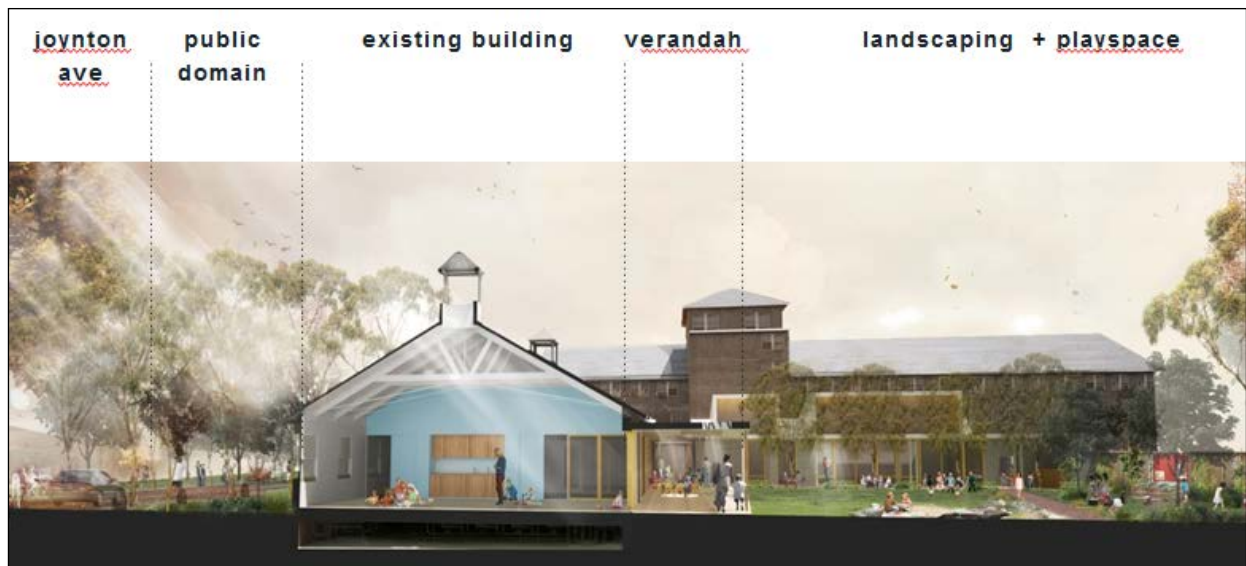 joynton
ave
public
domain
existing building
verandah
landscaping + playspace